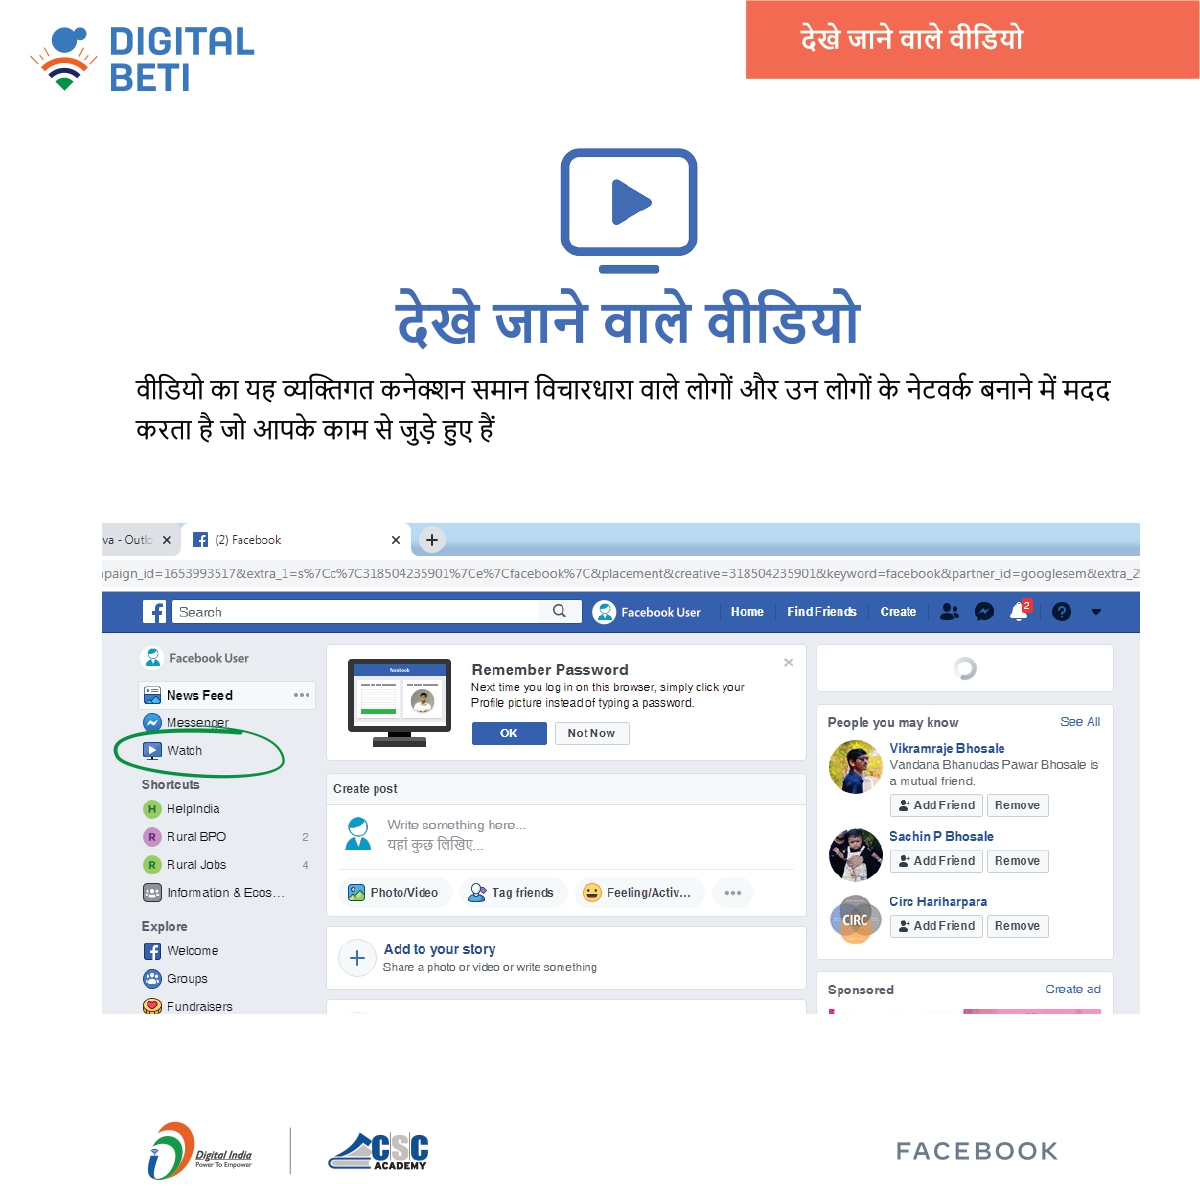 DIGITAL
BETI
देखे जाने वाले वीडियो
देखे जाने वाले वीडियो
वीडियो का यह व्यक्तिगत कनेक्शन समान विचारधारा वाले लोगों और उन लोगों के नेटवर्क बनाने में मदद
करता है जो आपके काम से जुड़े हुए हैं
va - Outlo
(2) Facebook
paign_id=1653993517&extra_1=s%7Cc%7C318504235901%7Ce%7Cfacebook%7C&placement&creative=318504235901&keyword=facebook&partner_id=googlesem&extra_2
Search
Facebook User
Home
Find Friends
Create
2
Facebook User
News Feed
Messenger
Watch
Shortcuts
H HelpIndia
R Rural BPO 2
R Rural Jobs 4
Information & Ecos...
Explore
Welcome
Groups
Fundraisers
facebook
Remember Password
Next time you log in on this browser, simply click your
Profile picture instead of typing a password.
OK
Not Now
Create post
Write something here...
यहां कुछ लिखिए...
Photo/Video
Tag friends
Feeling/Activ...
Add to your story
Share a photo or video or write something
People you may know
See All
Vikramraje Bhosale
Vandana Bhanudas Pawar Bhosale is
a mutual friend.
Add Friend
Remove
Sachin P Bhosale
Add Friend
Remove
CIRC
Circ Hariharpara
Add Friend
Remove
Sponsored
Create ad
Digital India
Power To Empower
CSC
ACADEMY
FACEBOOK